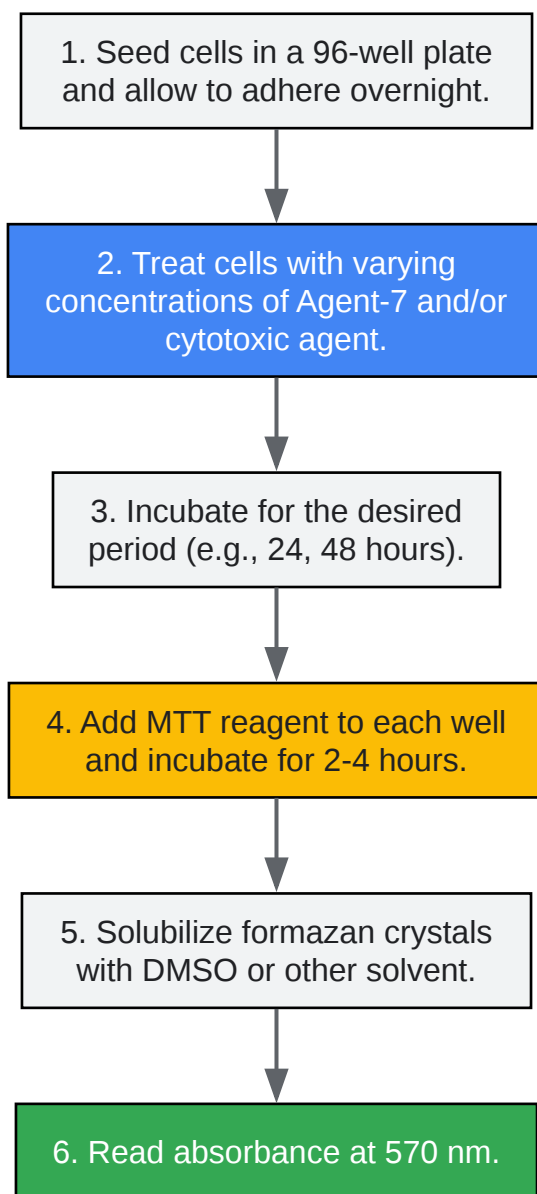 1. Seed cells in a 96-well plate
and allow to adhere overnight.
2. Treat cells with varying
concentrations of Agent-7 and/or
cytotoxic agent.
3. Incubate for the desired
period (e.g., 24, 48 hours).
4. Add MTT reagent to each well
and incubate for 2-4 hours.
5. Solubilize formazan crystals
with DMSO or other solvent.
6. Read absorbance at 570 nm.